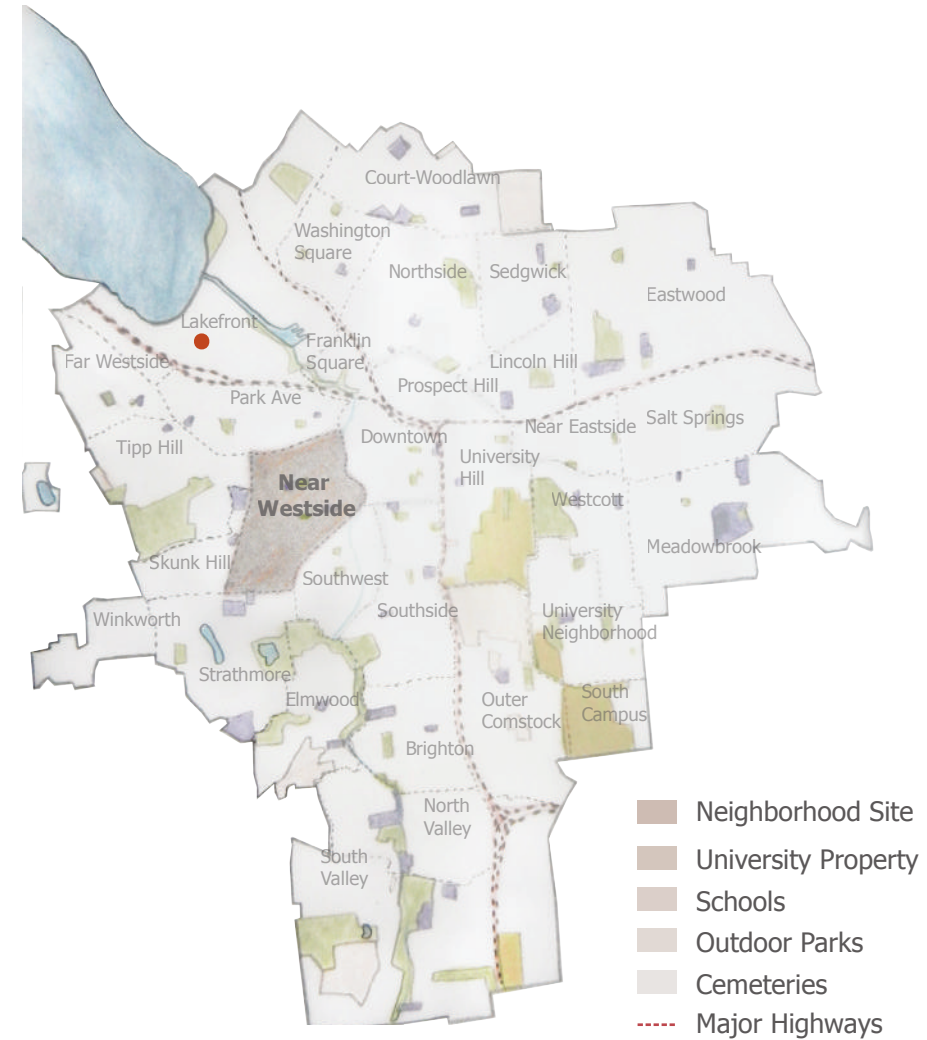 Court-Woodlawn
Washington
Square
Northside
Sedgwick
Eastwood
Lakefront
Franklin
Square
Far Westside
Lincoln Hill
Prospect Hill
Park Ave
Near Eastside
Salt Springs
Downtown
Tipp Hill
University
Hill
Near
Westside
Westcott
Meadowbrook
Skunk Hill
Southwest
Southside
University
Neighborhood
Winkworth
Strathmore
Elmwood
Outer
Comstock
South
Campus
Brighton
North
Valley
South
Valley
Neighborhood Site
University Property
Schools
Outdoor Parks
Cemeteries
Major Highways